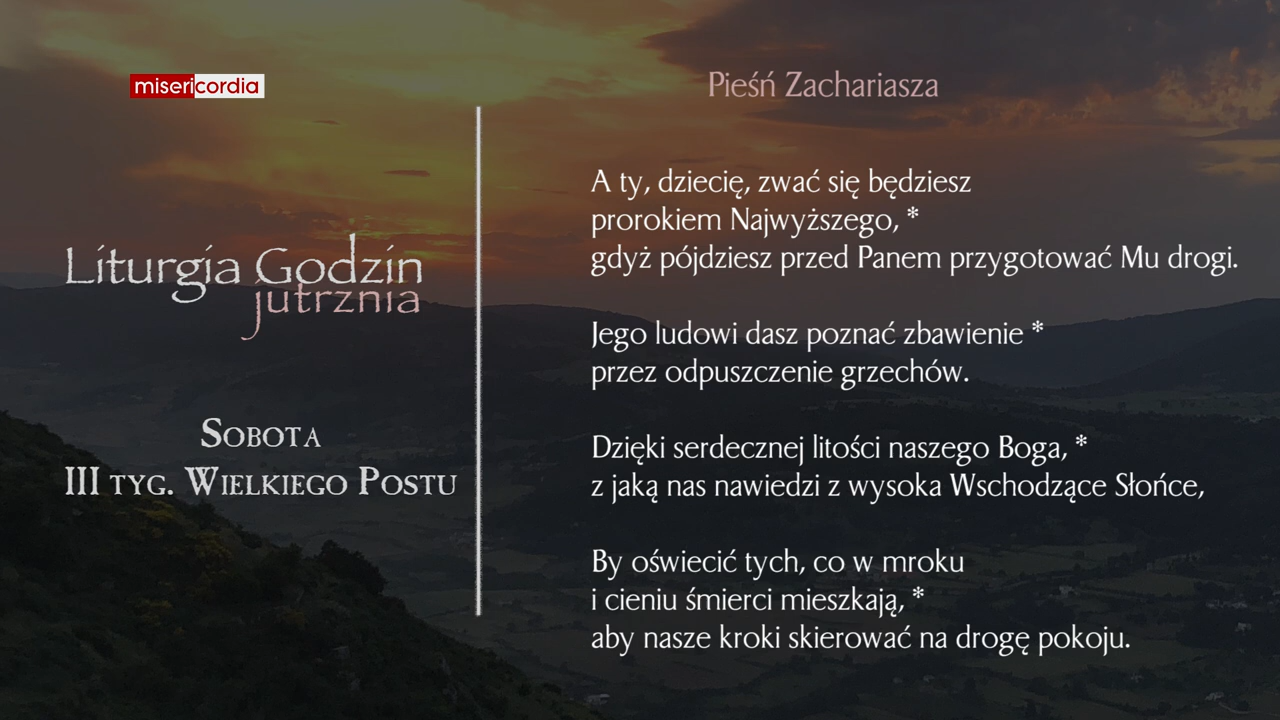 misericordia
Liturgia Godzin
jutrznia
Sobota
III tyg. Wielkiego Postu
Pieśń Zachariasza
A ty, dziecię, zwać się będziesz
prorokiem Najwyższego, *
gdyż pójdziesz przed Panem przygotować Mu drogi.
Jego ludowi dasz poznać zbawienie *
przez odpuszczenie grzechów.
Dzięki serdecznej litości naszego Boga, *
z jaką nas nawiedzi z wysoka Wschodzące Słońce,
By oświecić tych, co w mroku
i cieniu śmierci mieszkają, *
aby nasze kroki skierować na drogę pokoju.